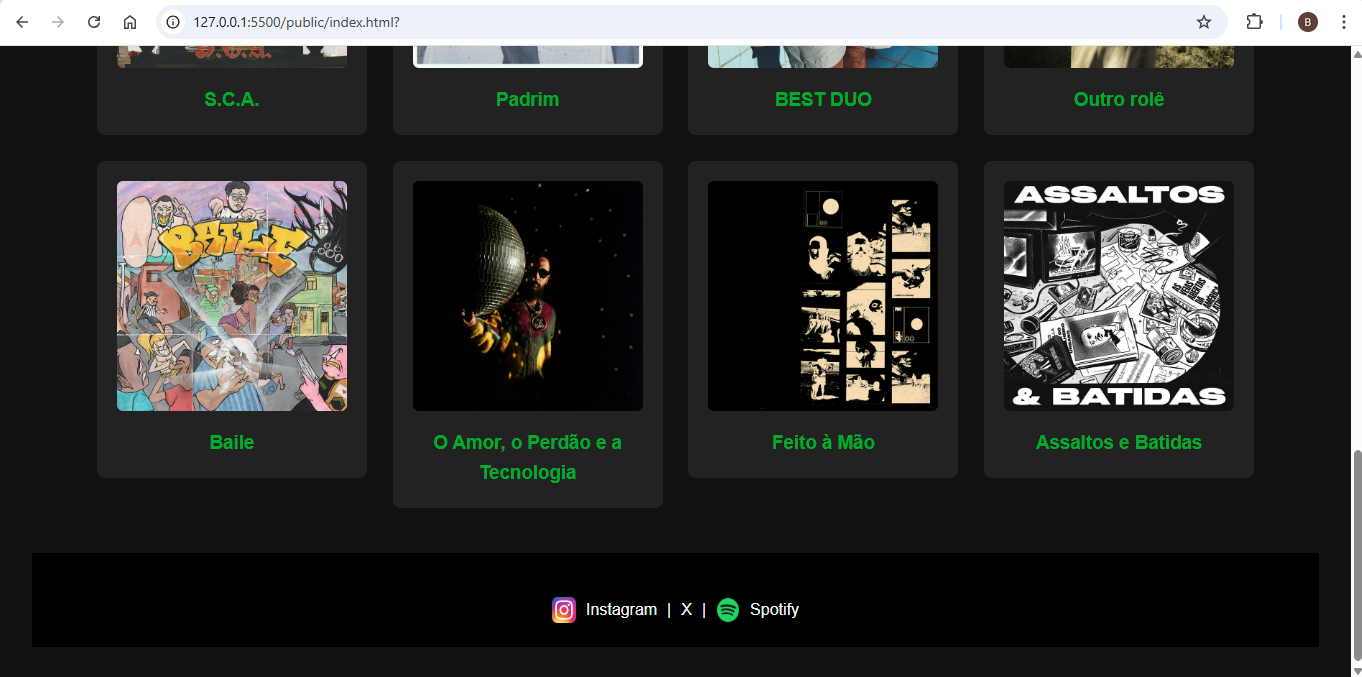 127.0.0.1:5500/public/index.html?
B
S.C.A.
S.C.A.
Padrim
BEST DUO
Outro rolê
BAILE
ASSALTOS
& BATIDAS
Baile
O Amor, o Perdão e a
Tecnologia
Feito à Mão
Assaltos e Batidas
Instagram | X | Spotify